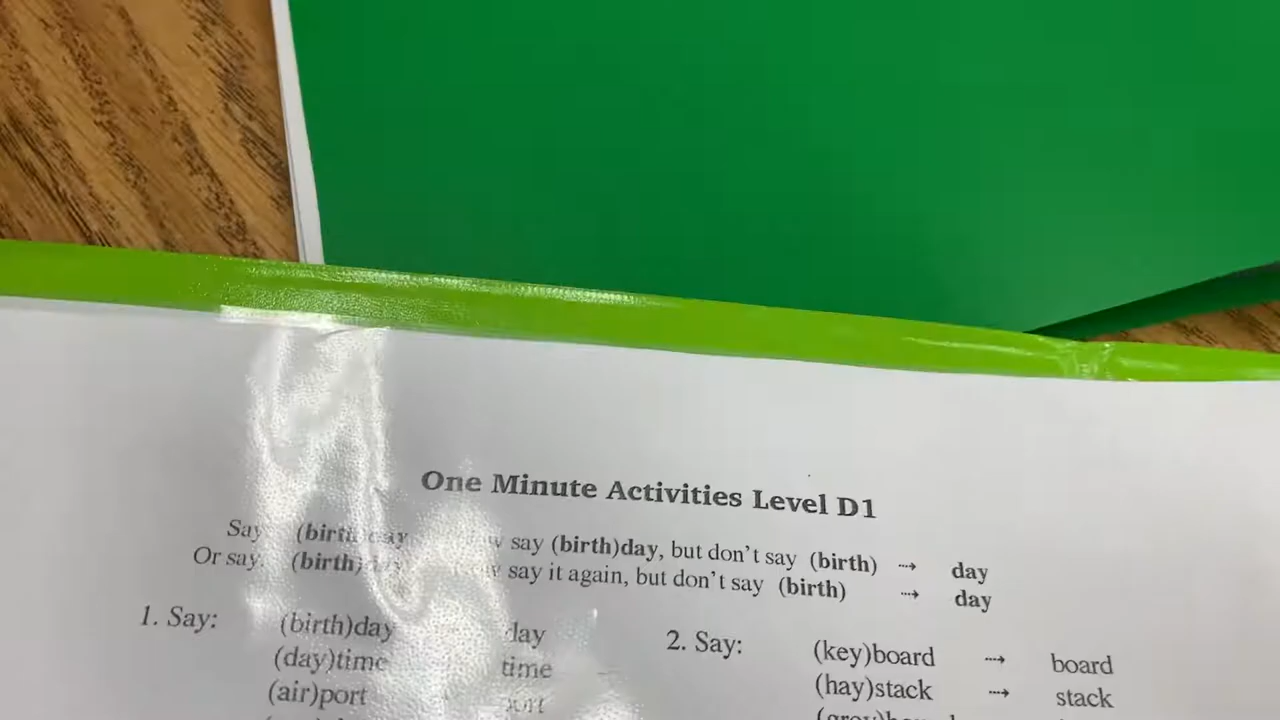 One Minute Activities Level D1
Say (birth)day say (birth)day, but don't say (birth) ⇢ day
Or say (birth) say it again, but don't say (birth) ⇢ day
1. Say: (birth)day day
(day)time time
(air)port
2. Say: (key)board ⇢ board
(hay)stack ⇢ stack